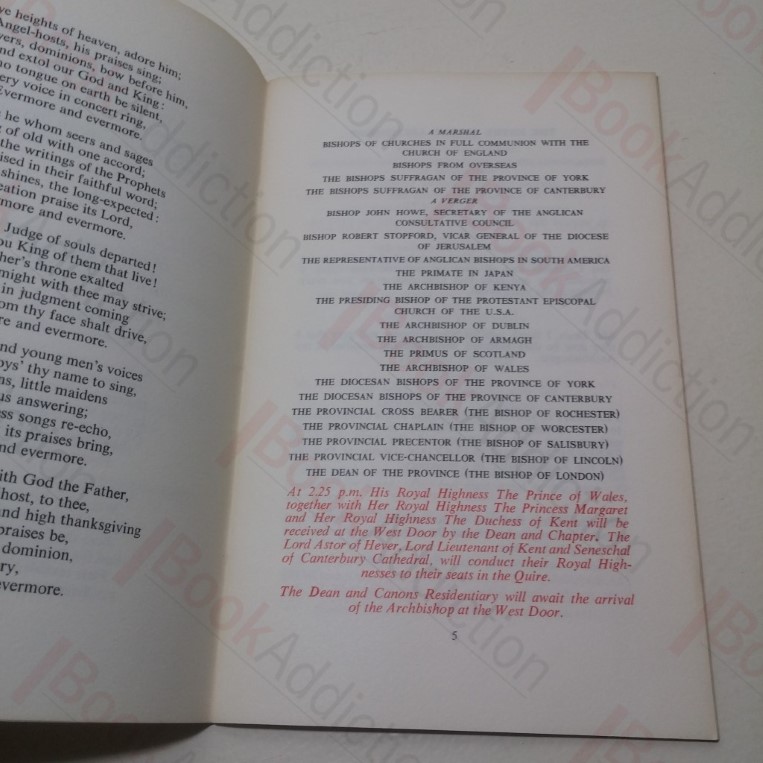 ye heights of heaven, adore him:
Angel-hosts, his praises sing;
dominions, bow before him,
and extol our God and King:
no tongue on earth be silent,
every voice in concert ring,
Evermore and evermore.
he whom seers and sages
of old with one accord;
the writings of the Prophets
in their faithful word;
shines, the long-expected:
praise its Lord,
and evermore.
Judge of souls departed!
King of them that live!
throne exalted
might with thee may strive;
in judgment coming
from thy face shalt drive,
and evermore.
and young men's voices
thy name to sing,
little maidens
answering;
songs re-echo,
its praises bring,
and evermore.
with God the Father,
ghost, to thee,
and high thanksgiving
praises be,
dominion,
evermore.
A MARSHAL
BISHOPS OF CHURCHES IN FULL COMMUNION WITH THE
CHURCH OF ENGLAND
BISHOPS FROM OVERSEAS
THE BISHOPS SUFFRAGAN OF THE PROVINCE OF YORK
THE BISHOPS SUFFRAGAN OF THE PROVINCE OF CANTERBURY
A VERGER
BISHOP JOHN HOWE, SECRETARY OF THE ANGLICAN
CONSULTATIVE COUNCIL
BISHOP ROBERT STOPFORD, VICAR GENERAL OF THE DIOCESE
OF JERUSALEM
THE REPRESENTATIVE OF ANGLICAN BISHOPS IN SOUTH AMERICA
THE PRIMATE IN JAPAN
THE ARCHBISHOP OF KENYA
THE PRESIDING BISHOP OF THE PROTESTANT EPISCOPAL
CHURCH OF THE U.S.A.
THE ARCHBISHOP OF DUBLIN
THE ARCHBISHOP OF ARMAGH
THE PRIMUS OF SCOTLAND
THE ARCHBISHOP OF WALES
THE DIOCESAN BISHOPS OF THE PROVINCE OF YORK
THE DIOCESAN BISHOPS OF THE PROVINCE OF CANTERBURY
THE PROVINCIAL CROSS BEARER (THE BISHOP OF ROCHESTER)
THE PROVINCIAL CHAPLAIN (THE BISHOP OF WORCESTER)
THE PROVINCIAL PRECENTOR (THE BISHOP OF SALISBURY)
THE PROVINCIAL VICE-CHANCELLOR (THE BISHOP OF LINCOLN)
THE DEAN OF THE PROVINCE (THE BISHOP OF LONDON)
At 2.25 p.m. His Royal Highness The Prince of Wales,
together with Her Royal Highness The Princess Margaret
and Her Royal Highness The Duchess of Kent will be
received at the West Door by the Dean and Chapter. The
Lord Astor of Hever, Lord Lieutenant of Kent and Seneschal
of Canterbury Cathedral, will conduct their Royal High-
nesses to their seats in the Quire.
The Dean and Canons Residentiary will await the arrival
of the Archbishop at the West Door.
5
BookAddiction